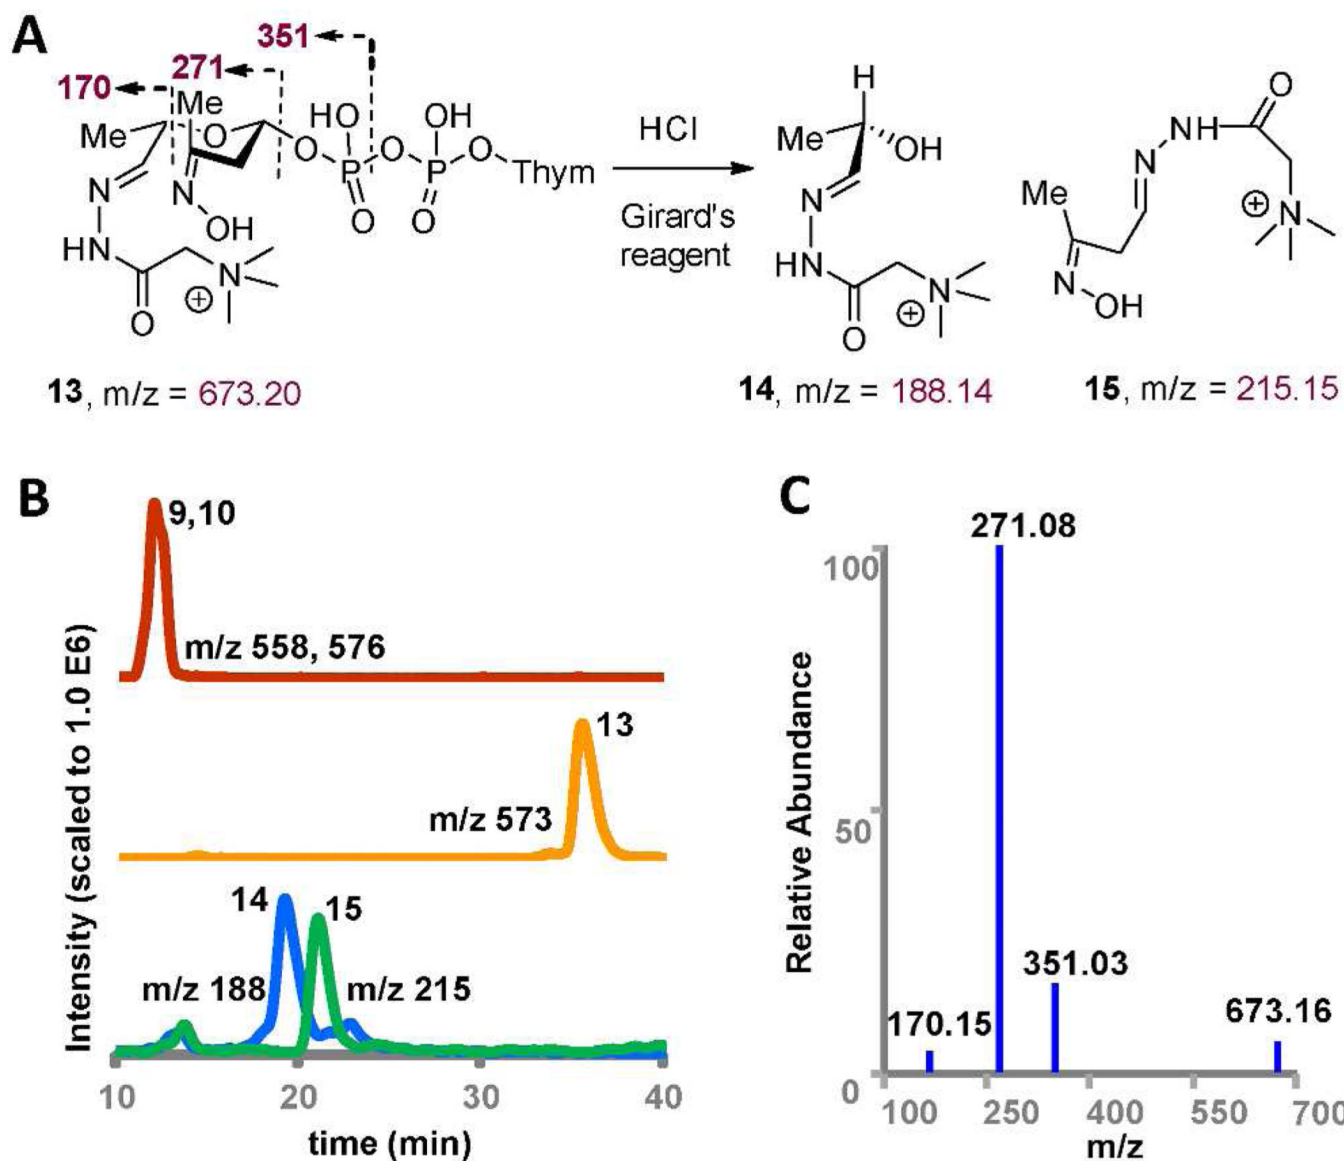 A
351
271
170
Me
Me
O
O
HO
P
O
O
OH
P
O
O
Thym
N
HN
N
OH
O
N
⊕
13, m/z = 673.20
HCl
Girard's
reagent
H
Me
OH
N
HN
O
N
⊕
14, m/z = 188.14
O
NH
N
Me
N
OH
N
⊕
15, m/z = 215.15
B
9,10
m/z 558, 576
13
m/z 573
14
15
m/z 188
m/z 215
Intensity (scaled to 1.0 E6)
10
20
30
40
time (min)
C
271.08
351.03
170.15
673.16
100
50
0
Relative Abundance
100
250
400
550
700
m/z